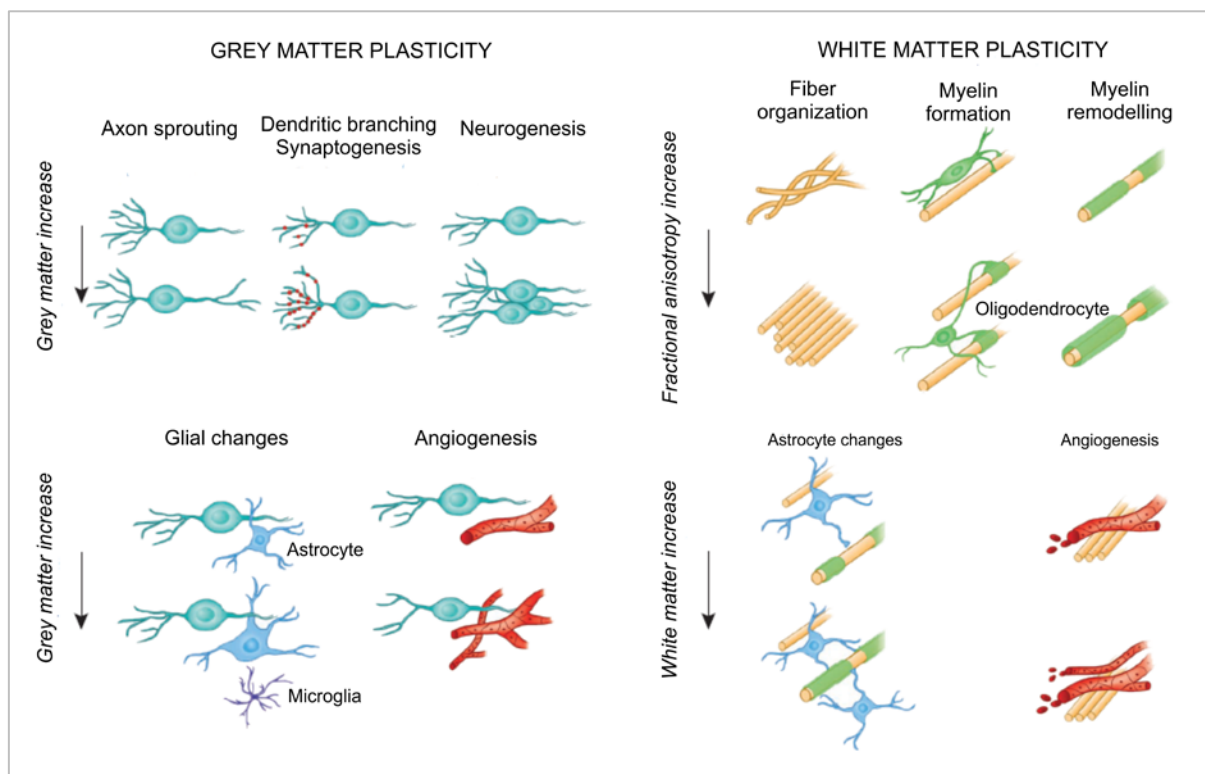 GREY MATTER PLASTICITY
Axon sprouting
Dendritic branching
Synaptogenesis
Neurogenesis
Grey matter increase
Glial changes
Angiogenesis
Grey matter increase
Astrocyte
Microglia
WHITE MATTER PLASTICITY
Fiber
organization
Myelin
formation
Myelin
remodelling
Fractional anisotropy increase
Oligodendrocyte
Astrocyte changes
Angiogenesis
White matter increase